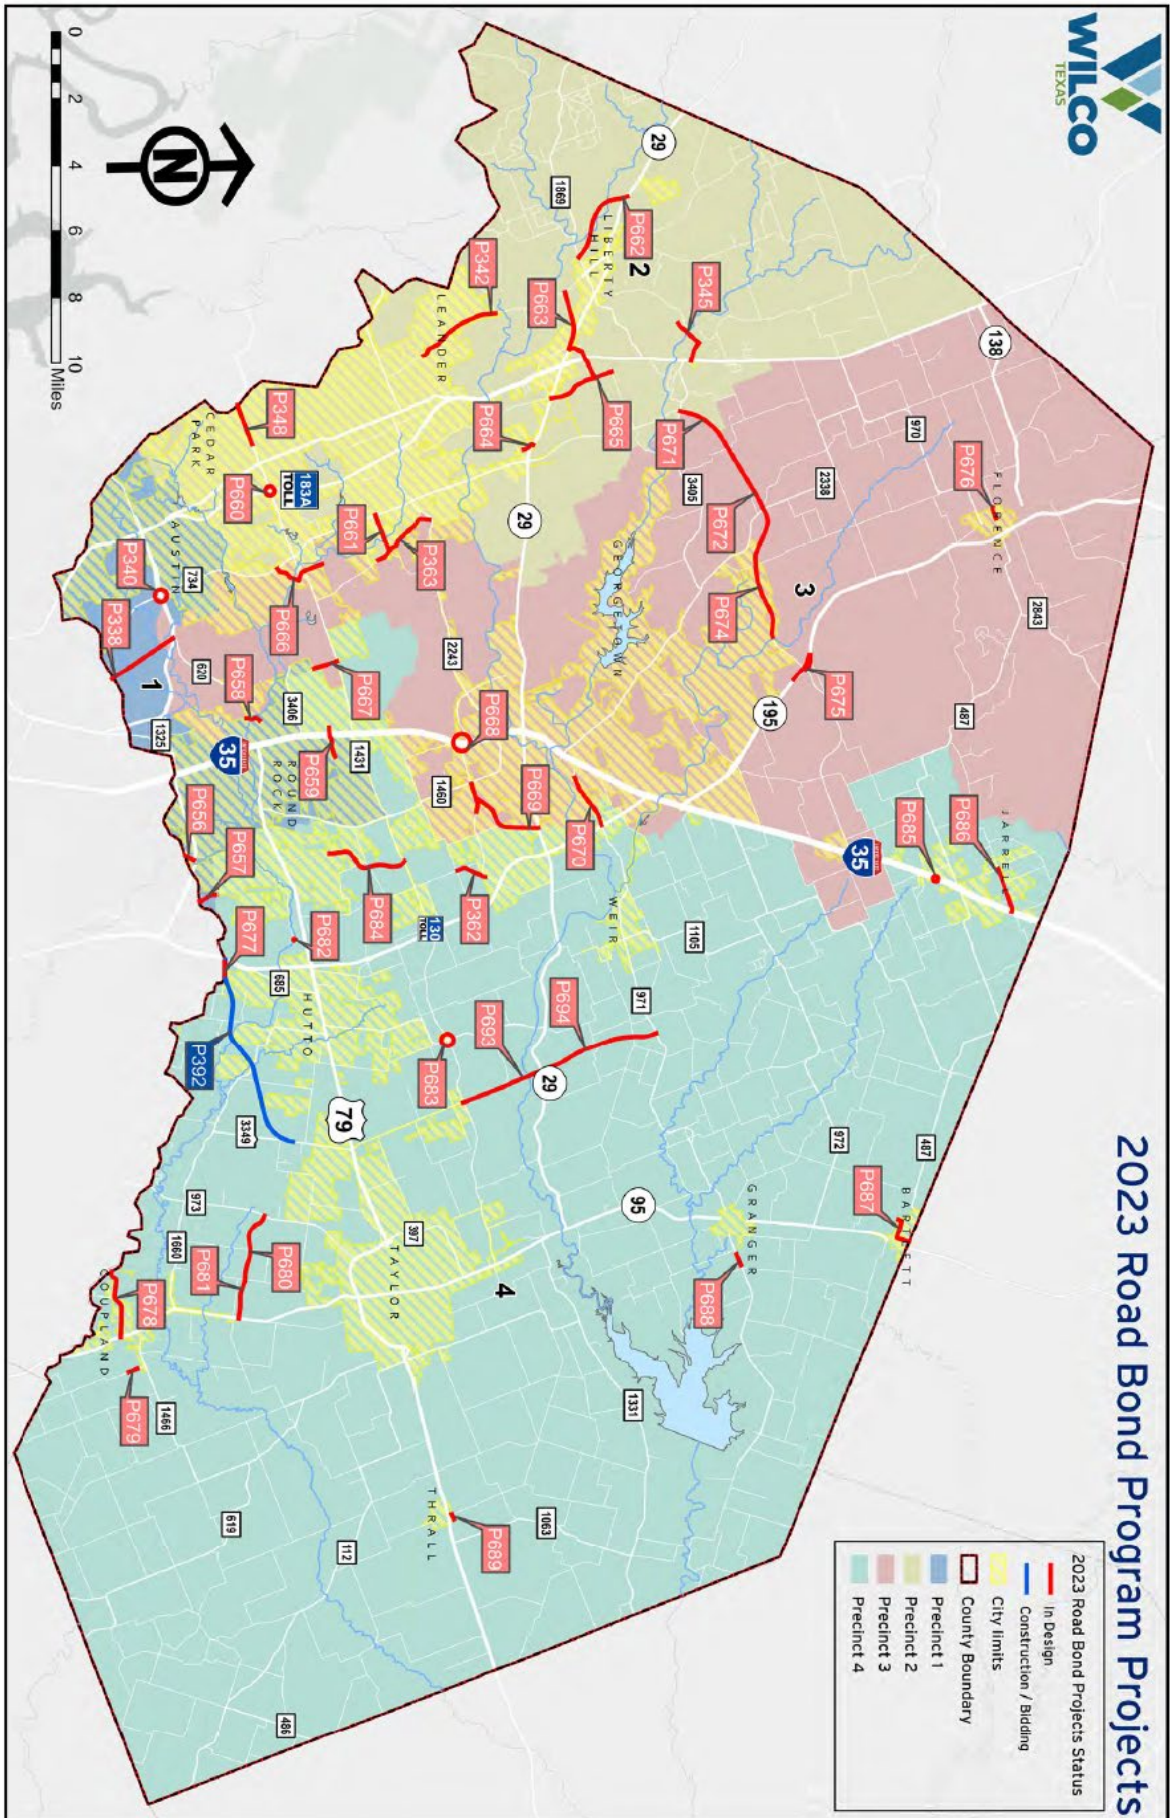 2023 Road Bond Program Projects
WILCO
TEXAS
2023 Road Bond Projects Status
In Design
Construction / Bidding
City limits
County Boundary
Precinct 1
Precinct 2
Precinct 3
Precinct 4
138
970
P676
FLORENCE
2843
487
JARRELL
P686
P685
35
487
BARTLETT
P687
972
2338
3
P675
195
3405
P672
P674
P671
P345
29
1869
P662
LIBERTY
HILL
2
P663
P665
P664
29
GEORGETOWN
P342
LEANDER
P670
P669
WEIR
1105
971
P694
P693
29
95
GRANGER
P688
1331
1063
P689
THRALL
4
2243
P668
1460
P362
130
TOLL
P684
P683
P363
P661
183A
TOLL
P660
P348
CEDAR
PARK
AUSTIN
P666
P667
1431
P659
3406
ROUND
ROCK
P658
620
734
P340
P338
1
1325
35
P656
P657
P682
685
HUTTO
P677
P392
79
3349
397
TAYLOR
973
1660
P680
P681
P678
COUPLAND
P679
1466
619
112
486
N
0 2 4 6 8 10
Miles